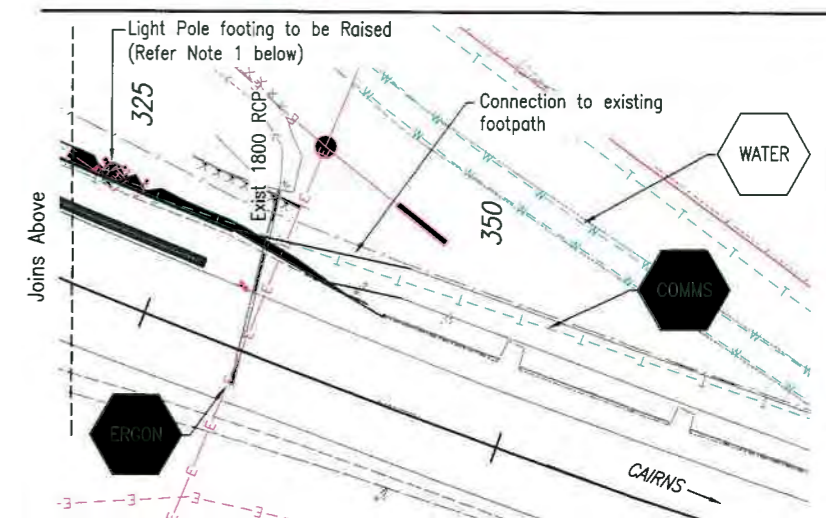 Light Pole footing to be Raised
(Refer Note 1 below)
325
Exist 1800 RCP
Connection to existing
footpath
WATER
350
Joins Above
COMMS
ERGON
CAIRNS